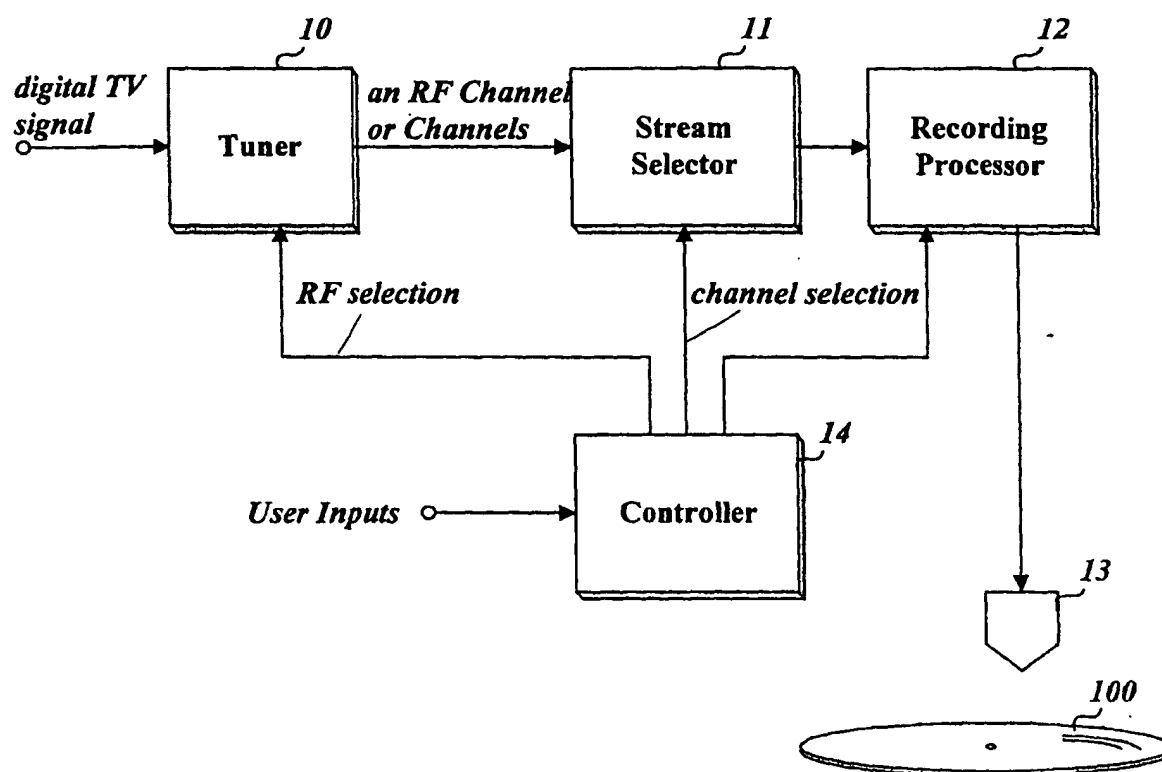 10
11
12
digital TV
signal
Tuner
an RF Channel
or Channels
Stream
Selector
Recording
Processor
RF selection
channel selection
14
User Inputs
Controller
13
100